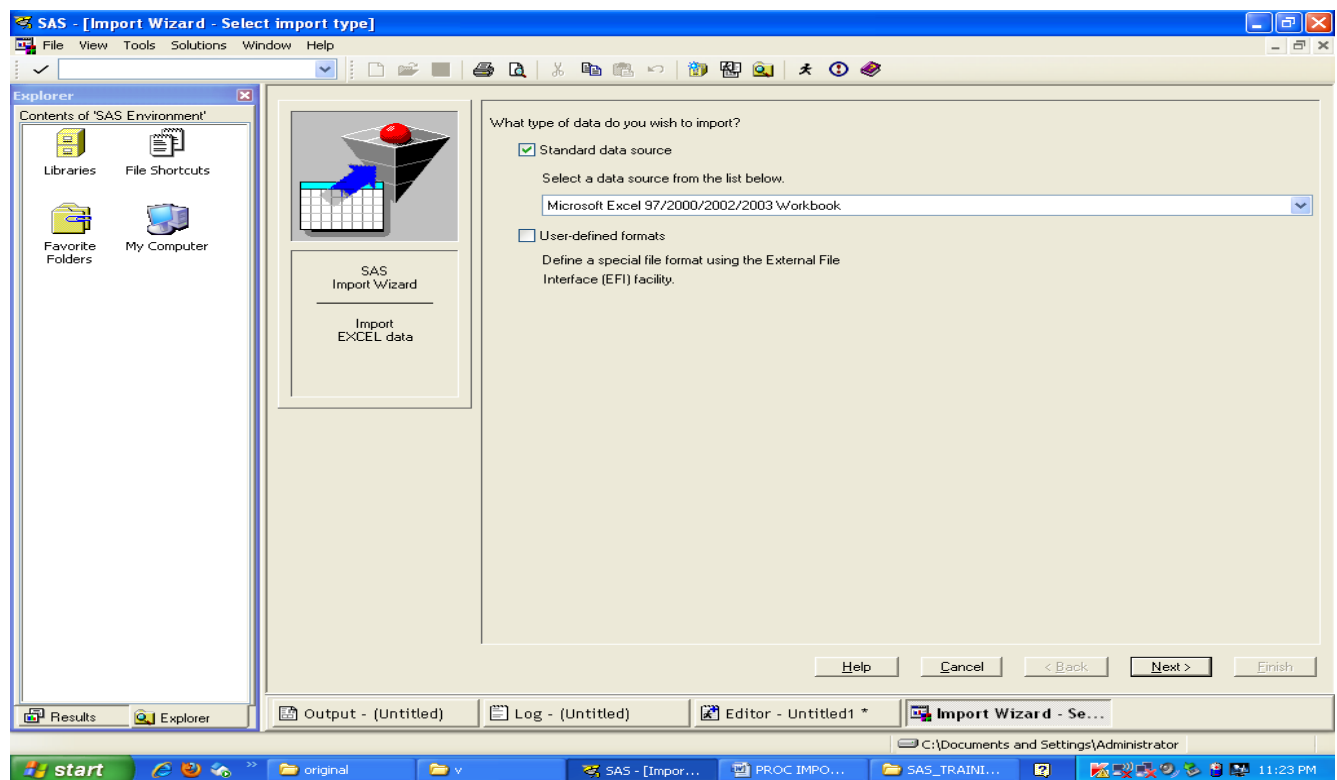 SAS - [Import Wizard - Select import type]
File View Tools Solutions Window Help
Explorer
Contents of 'SAS Environment'
Libraries
File Shortcuts
Favorite Folders
My Computer
SAS
Import Wizard
Import
EXCEL data
What type of data do you wish to import?
Standard data source
Select a data source from the list below.
Microsoft Excel 97/2000/2002/2003 Workbook
User-defined formats
Define a special file format using the External File
Interface (EFI) facility.
Help
Cancel
< Back
Next >
Finish
Results
Explorer
Output - (Untitled)
Log - (Untitled)
Editor - Untitled1 *
Import Wizard - Se...
C:\Documents and Settings\Administrator
start
original
v
SAS - [Impor...
PROC IMPO...
SAS_TRAINI...
11:23 PM